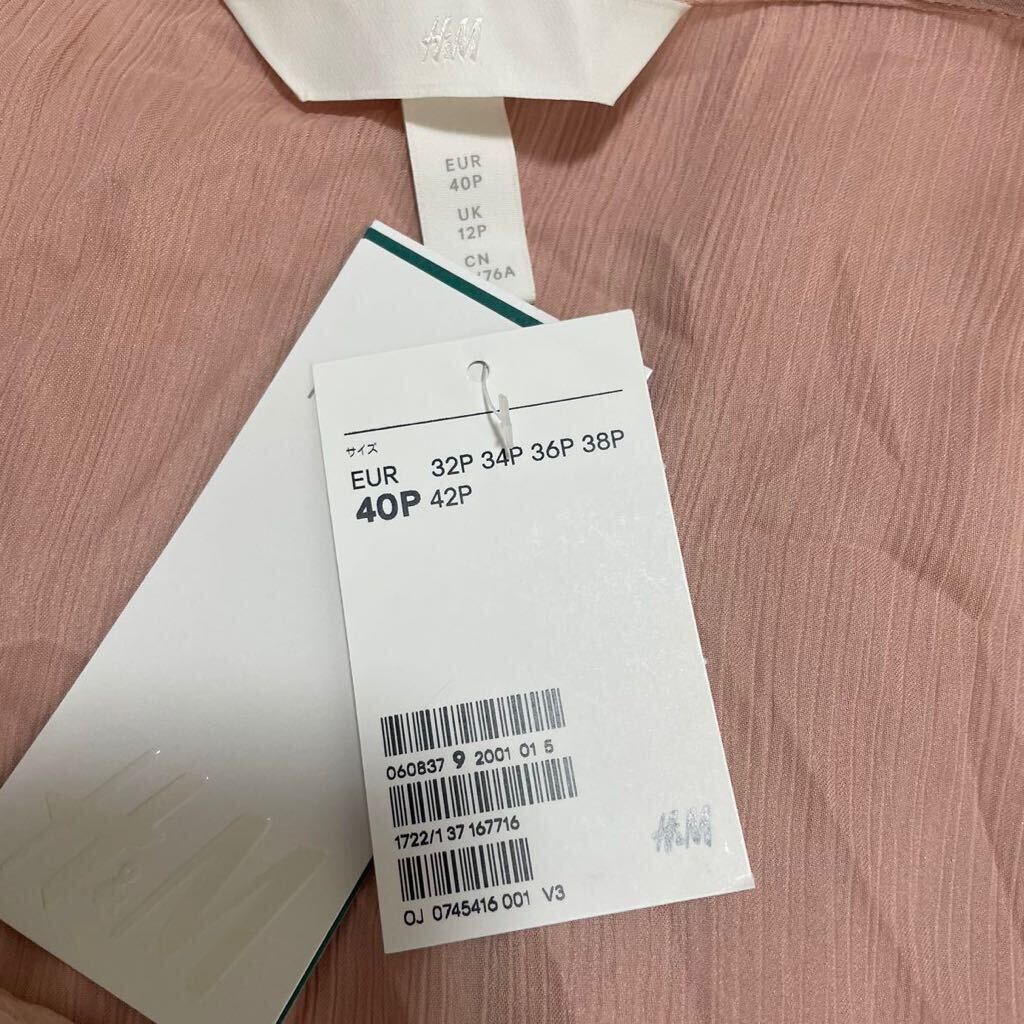 H&M
EUR
40P
UK
12P
CN
/76A
サイズ
EUR 32P 34P 36P 38P
40P 42P
060837 9 2001 01 5
1722/1 37 167716
OJ 0745416 001 V3
H&M
H&M